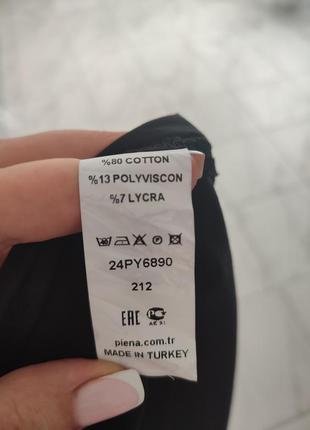 %80 COTTON
%13 POLYVISCON
%7 LYCRA
24PY6890
212
EAC
piena.com.tr
MADE IN TURKEY